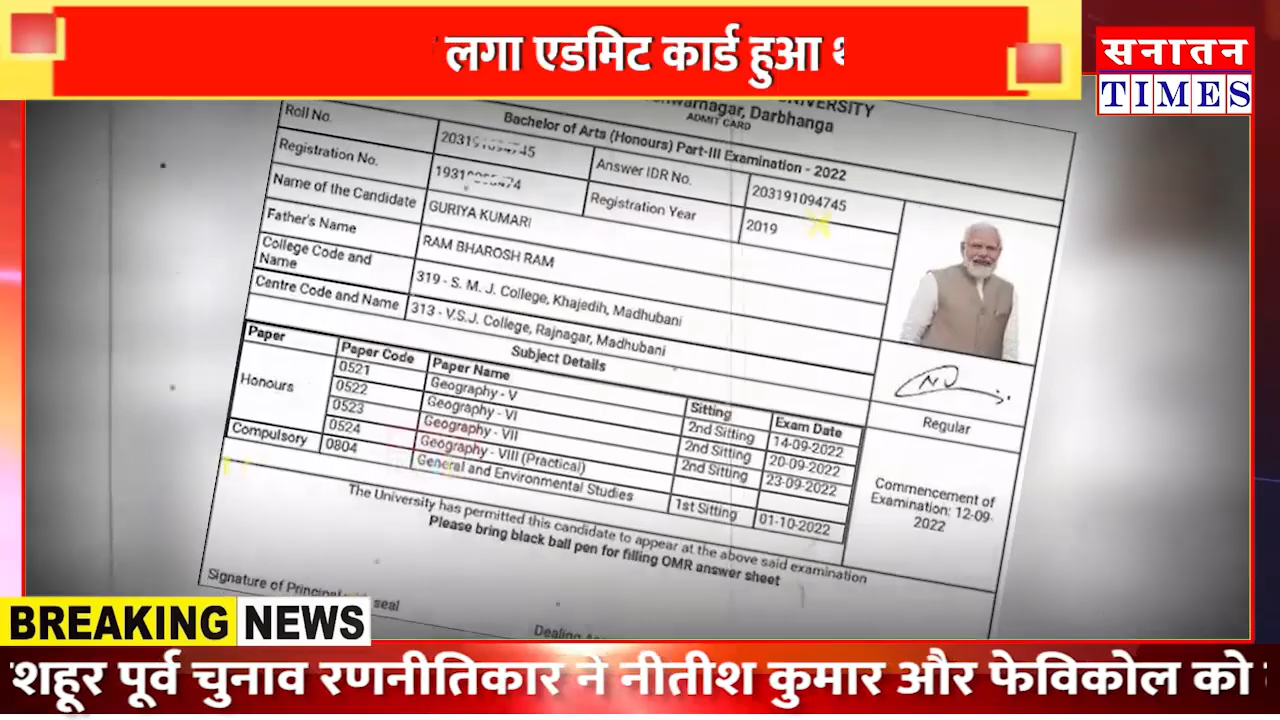 लगा एडमिट कार्ड हुआ
सनातन
TIMES
UNIVERSITY
Darbhanga
ADMIT CARD
Bachelor of Arts (Honours) Part-III Examination - 2022
Roll No.
Answer IDR No. 203191094745
Registration No.
Registration Year 2019
Name of the Candidate GURIYA KUMARI
Father's Name RAM BHAROSH RAM
College Code and Name 319 - S. M. J. College, Khajedih, Madhubani
Centre Code and Name 313 - V.S.J. College, Rajnagar, Madhubani
Subject Details
Paper Paper Code Paper Name Sitting Exam Date
Honours 0521 Geography - V 2nd Sitting 14-09-2022
0522 Geography - VI 2nd Sitting 20-09-2022
0523 Geography - VII 2nd Sitting 23-09-2022
0524 Geography - VIII (Practical)
Compulsory 0804 General and Environmental Studies 1st Sitting 01-10-2022
Regular
Commencement of
Examination: 12-09-
2022
The University has permitted this candidate to appear at the above said examination
Please bring black ball pen for filling OMR answer sheet
Signature of Principal seal
Dealing
BREAKING NEWS
पूर्व चुनाव रणनीतिकार ने नीतीश कुमार और फेविकोल को